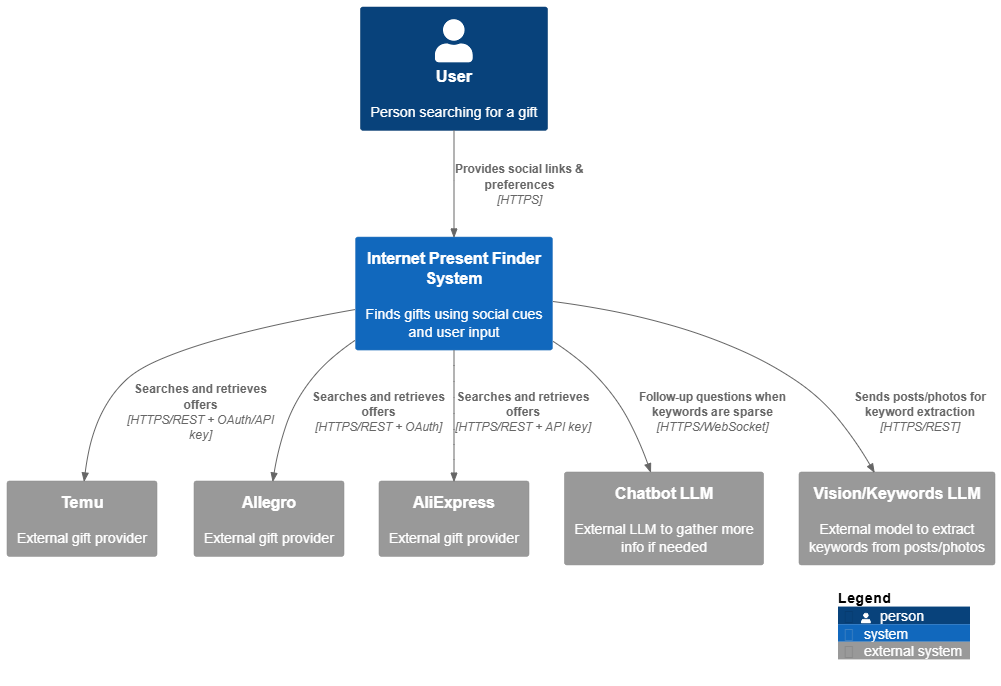 User
Person searching for a gift
Provides social links &
preferences
[HTTPS]
Internet Present Finder
System
Finds gifts using social cues
and user input
Searches and retrieves
offers
[HTTPS/REST + OAuth/API
key]
Searches and retrieves
offers
[HTTPS/REST + OAuth]
Searches and retrieves
offers
[HTTPS/REST + API key]
Follow-up questions when
keywords are sparse
[HTTPS/WebSocket]
Sends posts/photos for
keyword extraction
[HTTPS/REST]
Temu
External gift provider
Allegro
External gift provider
AliExpress
External gift provider
Chatbot LLM
External LLM to gather more
info if needed
Vision/Keywords LLM
External model to extract
keywords from posts/photos
Legend
person
system
external system